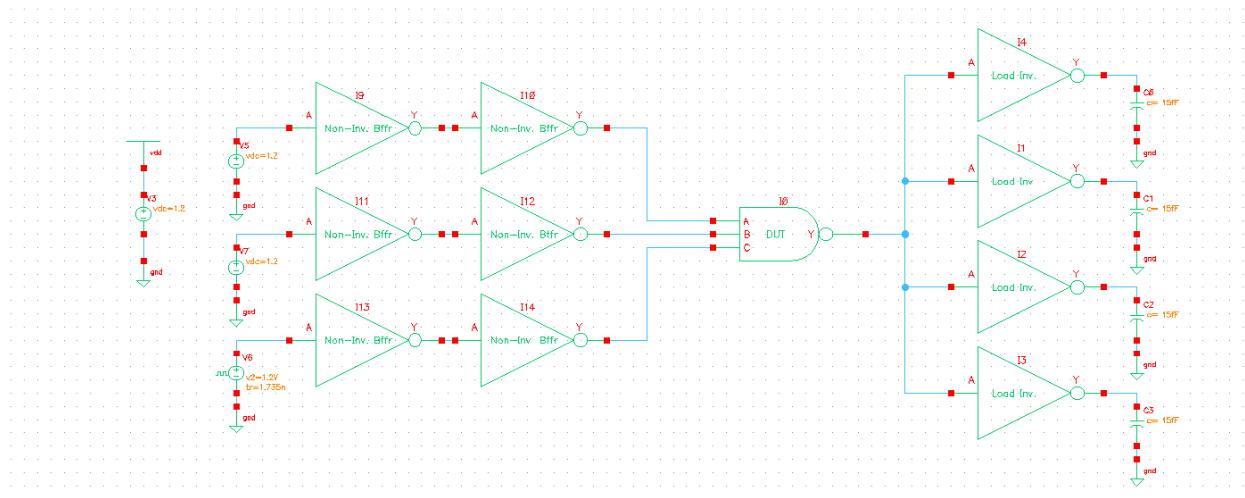 vdd
V3
vdc=1.2
gnd
V5
vdc=1.2
gnd
I9
A
Non-Inv. Bffr
Y
I10
A
Non-Inv. Bffr
Y
V7
vdc=1.2
gnd
I11
A
Non-Inv. Bffr
Y
I12
A
Non-Inv. Bffr
Y
V6
v2=1.2V
tr=1.735n
gnd
I13
A
Non-Inv. Bffr
Y
I14
A
Non-Inv. Bffr
Y
I0
A
B
C
DUT
Y
I4
A
Load Inv.
Y
C0
c= 15fF
gnd
I1
A
Load Inv
Y
C1
c= 15fF
gnd
I2
A
Load Inv.
Y
C2
c= 15fF
gnd
I3
A
Load Inv.
Y
C3
c= 15fF
gnd